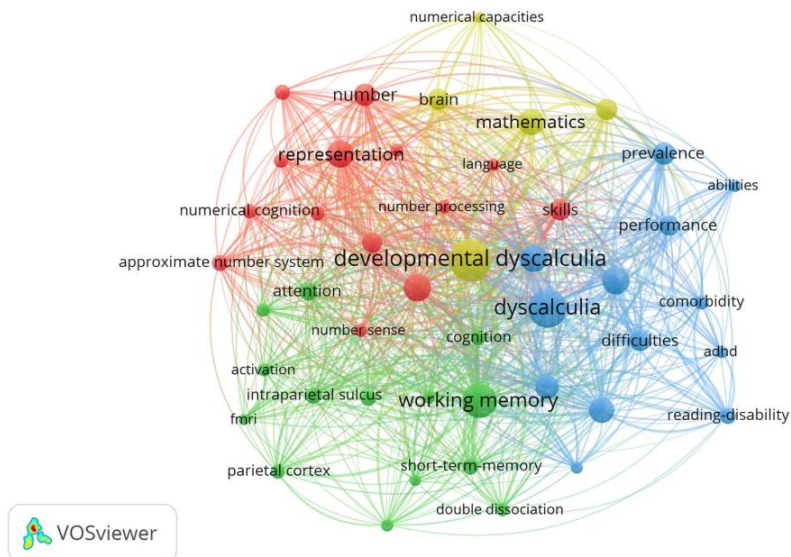 numerical capacities
number
brain
mathematics
representation
language
prevalence
abilities
numerical cognition
number processing
skills
performance
approximate number system
developmental dyscalculia
attention
dyscalculia
comorbidity
number sense
cognition
difficulties
adhd
activation
intraparietal sulcus
working memory
fmri
reading-disability
parietal cortex
short-term-memory
double dissociation
VOSviewer